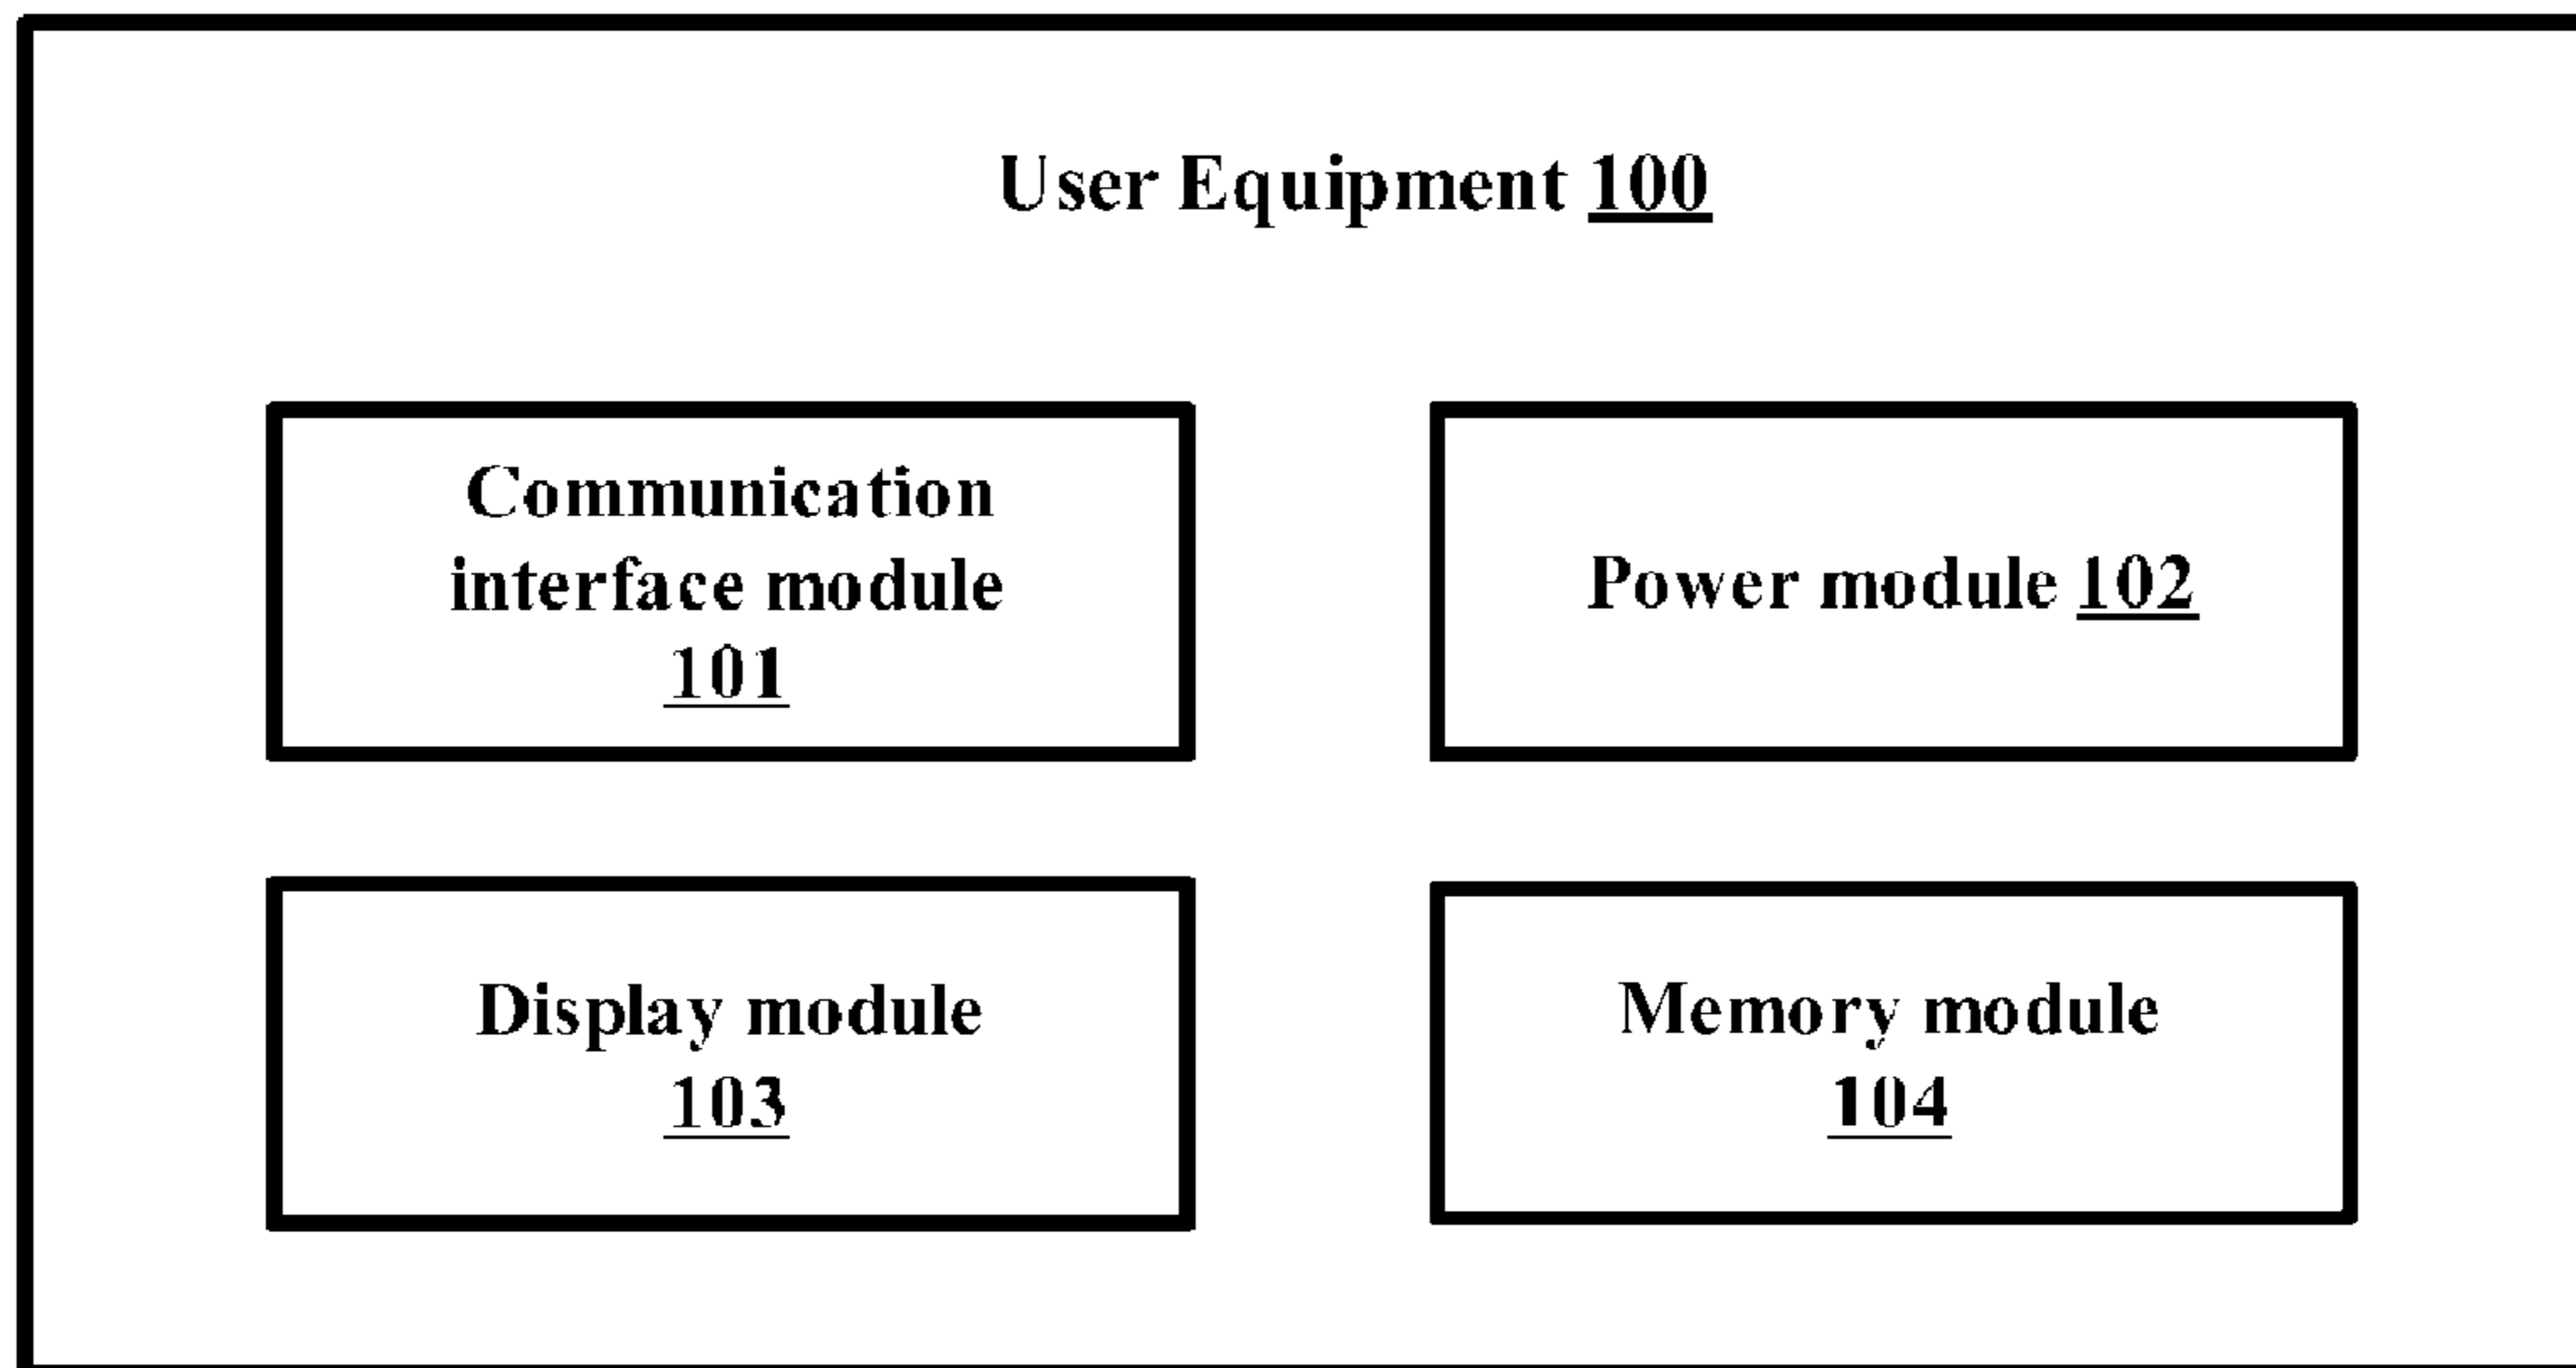 User Equipment 100
Communication
interface module
101
Power module 102
Display module
103
Memory module
104